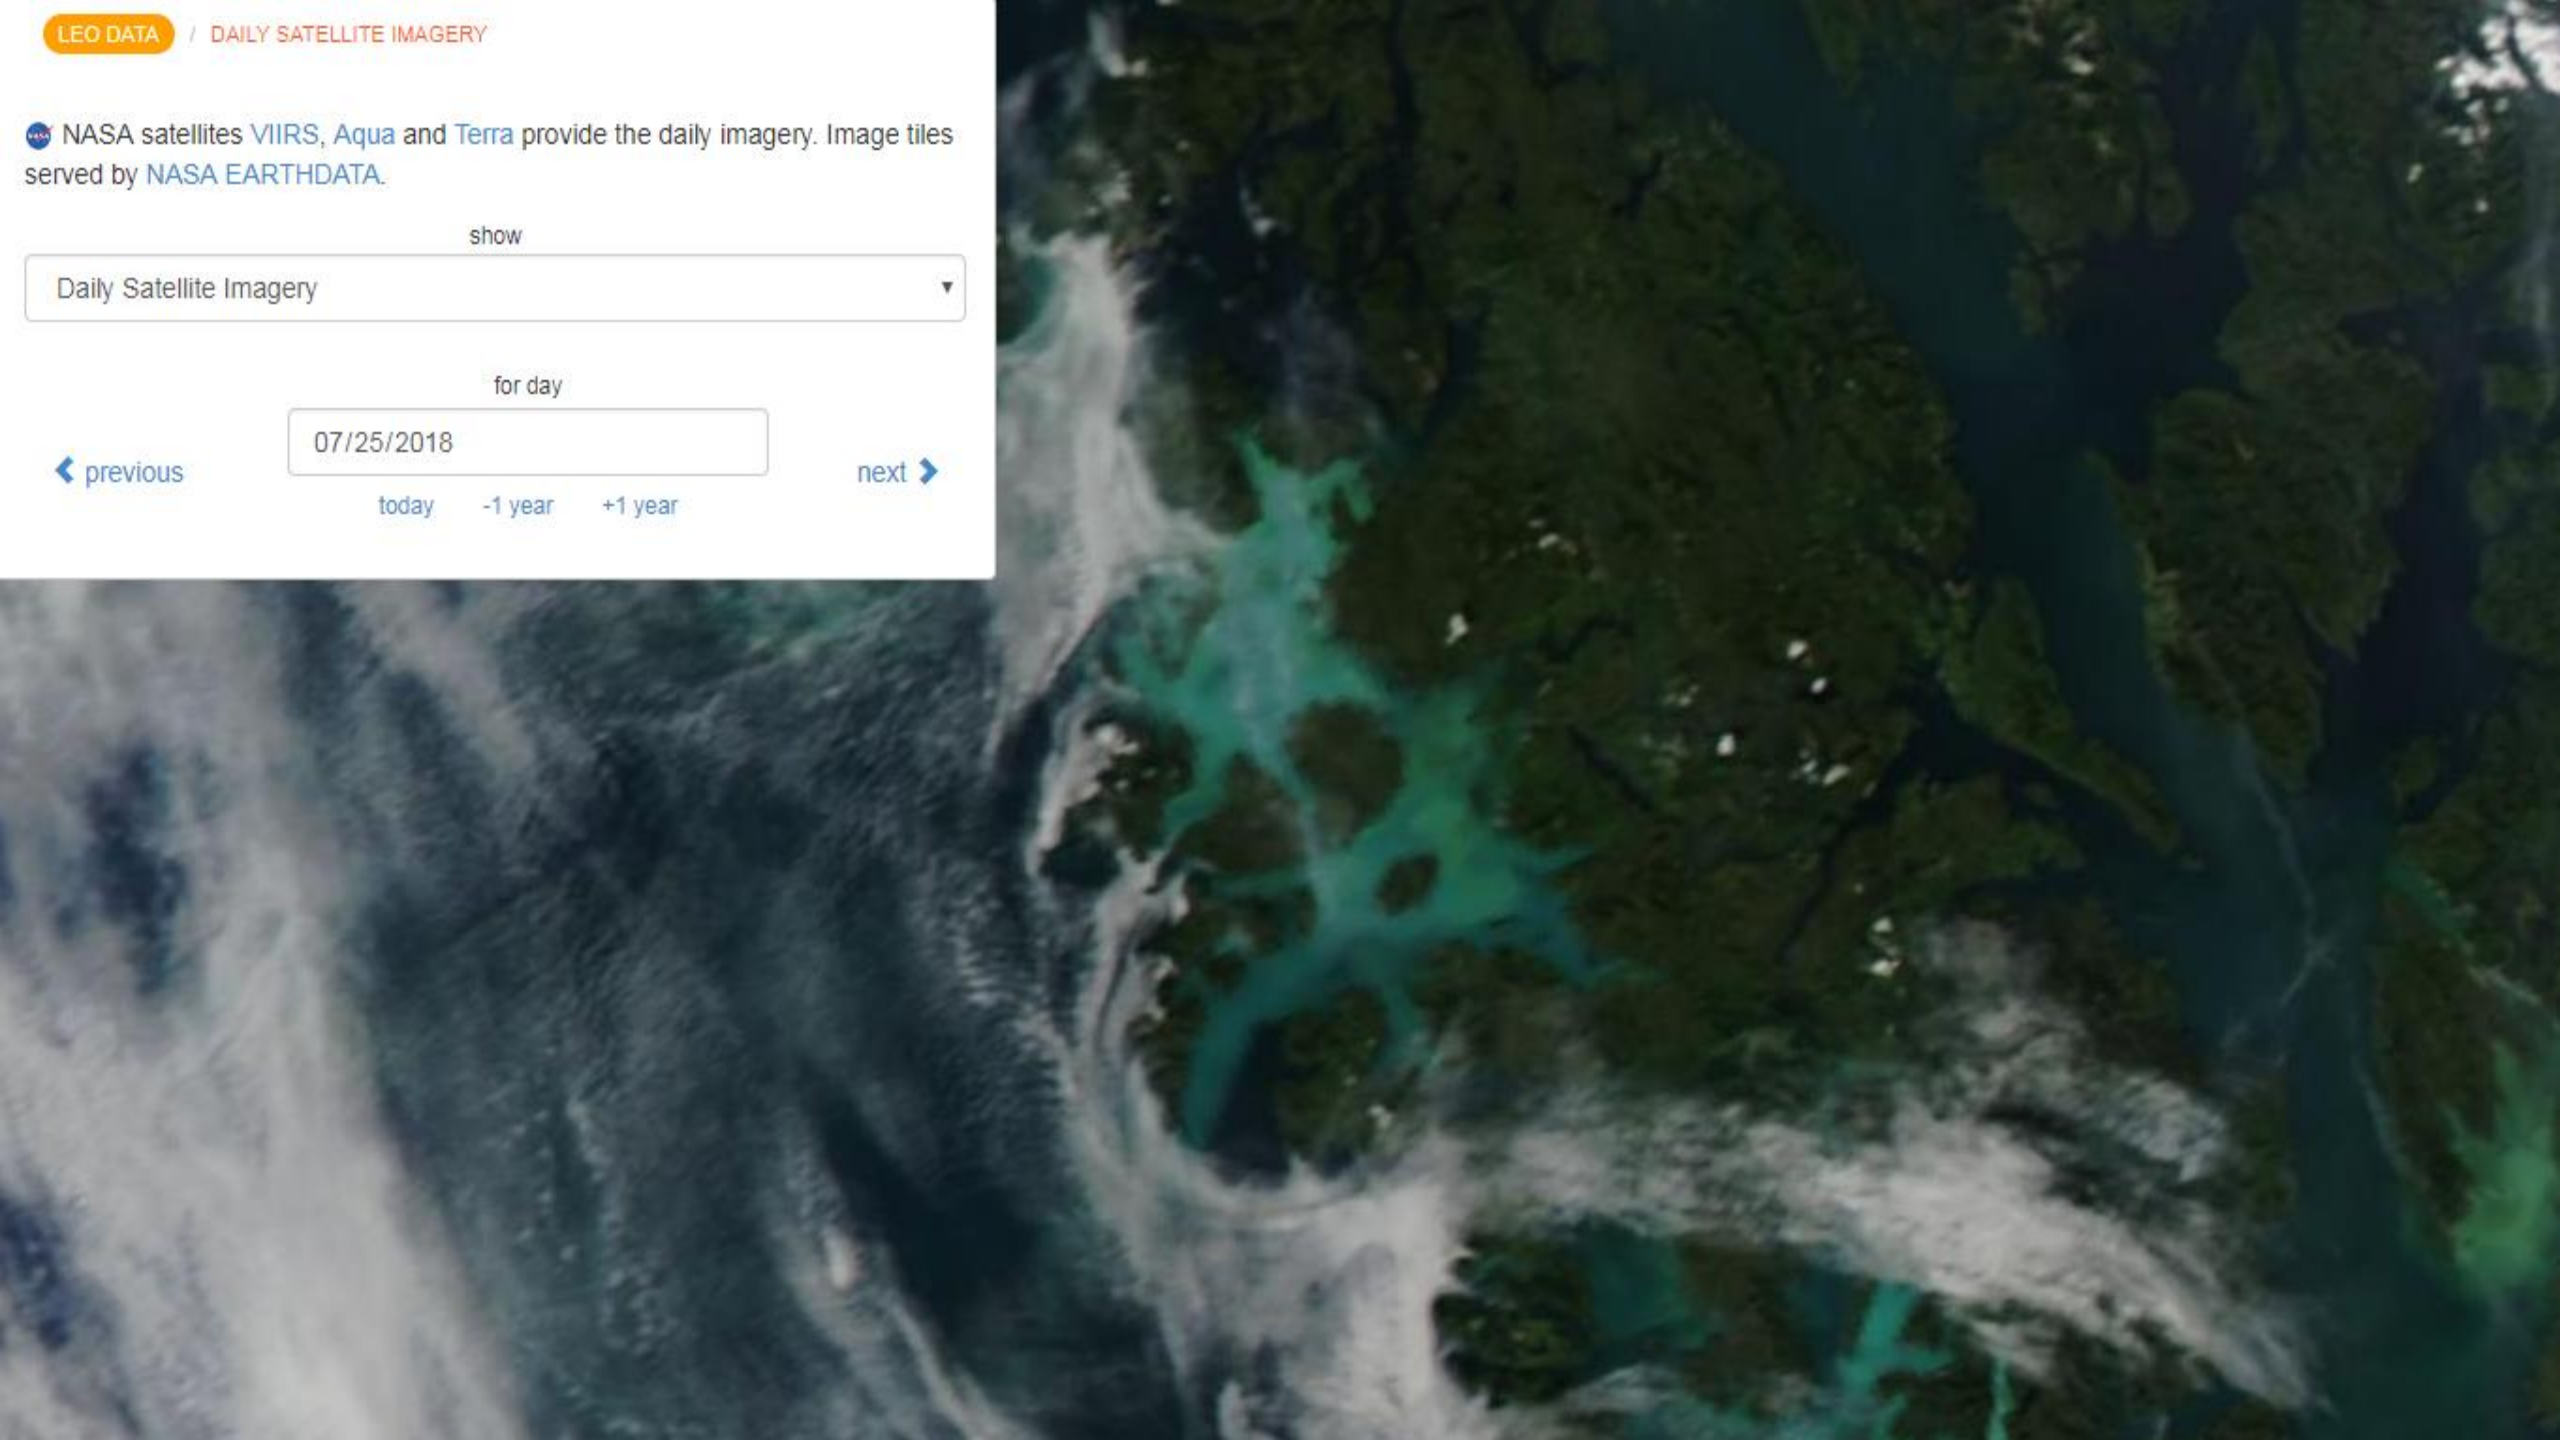 LEO DATA / DAILY SATELLITE IMAGERY
NASA satellites VIIRS, Aqua and Terra provide the daily imagery. Image tiles
served by NASA EARTHDATA.
show
Daily Satellite Imagery
for day
07/25/2018
previous
next
today -1 year +1 year